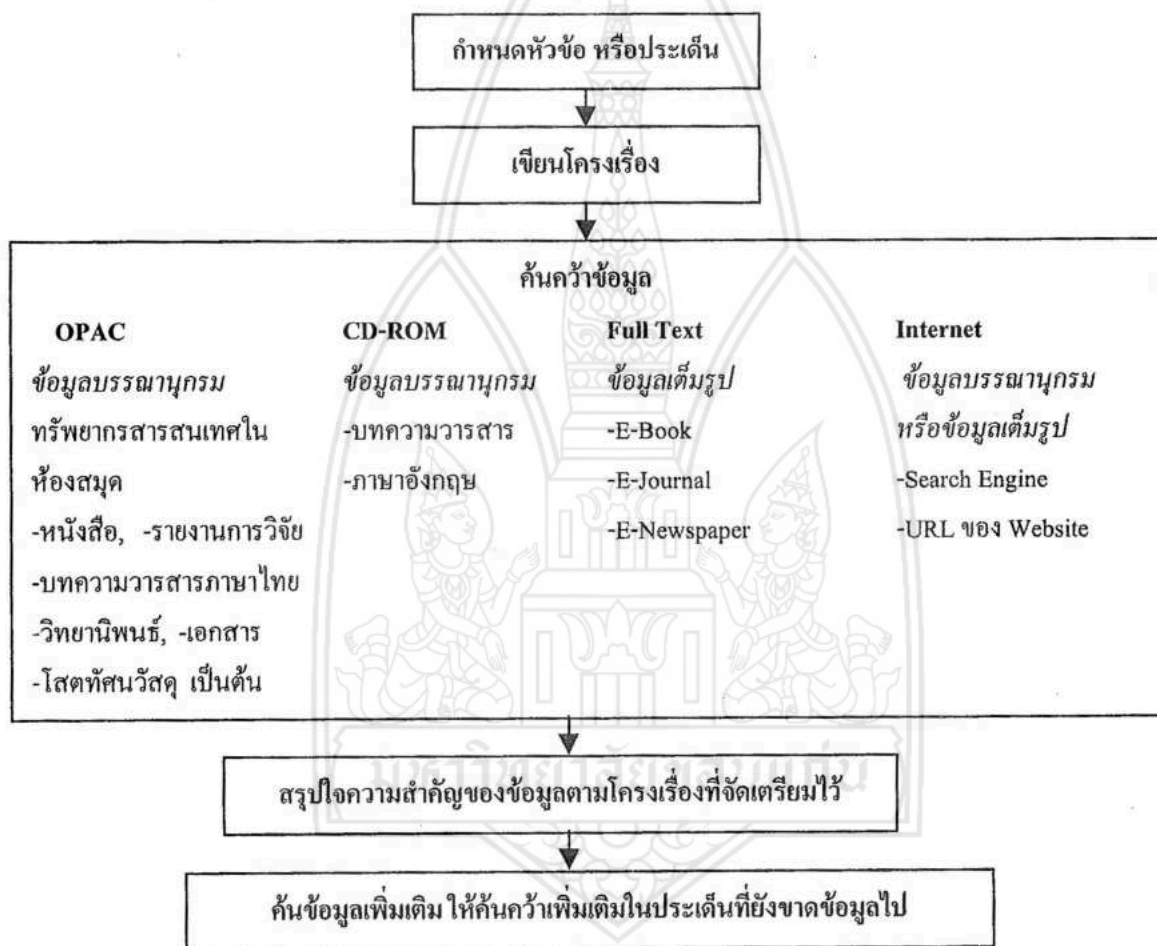 กำหนดหัวข้อ หรือประเด็น
เขียนโครงเรื่อง
ค้นคว้าข้อมูล
OPAC
ข้อมูลบรรณานุกรม
ทรัพยากรสารสนเทศใน
ห้องสมุด
-หนังสือ, -รายงานการวิจัย
-บทความวารสารภาษาไทย
-วิทยานิพนธ์, -เอกสาร
-โสตทัศนวัสดุ เป็นต้น
CD-ROM
ข้อมูลบรรณานุกรม
-บทความวารสาร
-ภาษาอังกฤษ
Full Text
ข้อมูลเต็มรูป
-E-Book
-E-Journal
-E-Newspaper
Internet
ข้อมูลบรรณานุกรม
หรือข้อมูลเต็มรูป
-Search Engine
-URL ของ Website
สรุปใจความสำคัญของข้อมูลตามโครงเรื่องที่จัดเตรียมไว้
มหาวิทยาลัยขอนแก่น
ค้นข้อมูลเพิ่มเติม ให้ค้นคว้าเพิ่มเติมในประเด็นที่ยังขาดข้อมูลไป